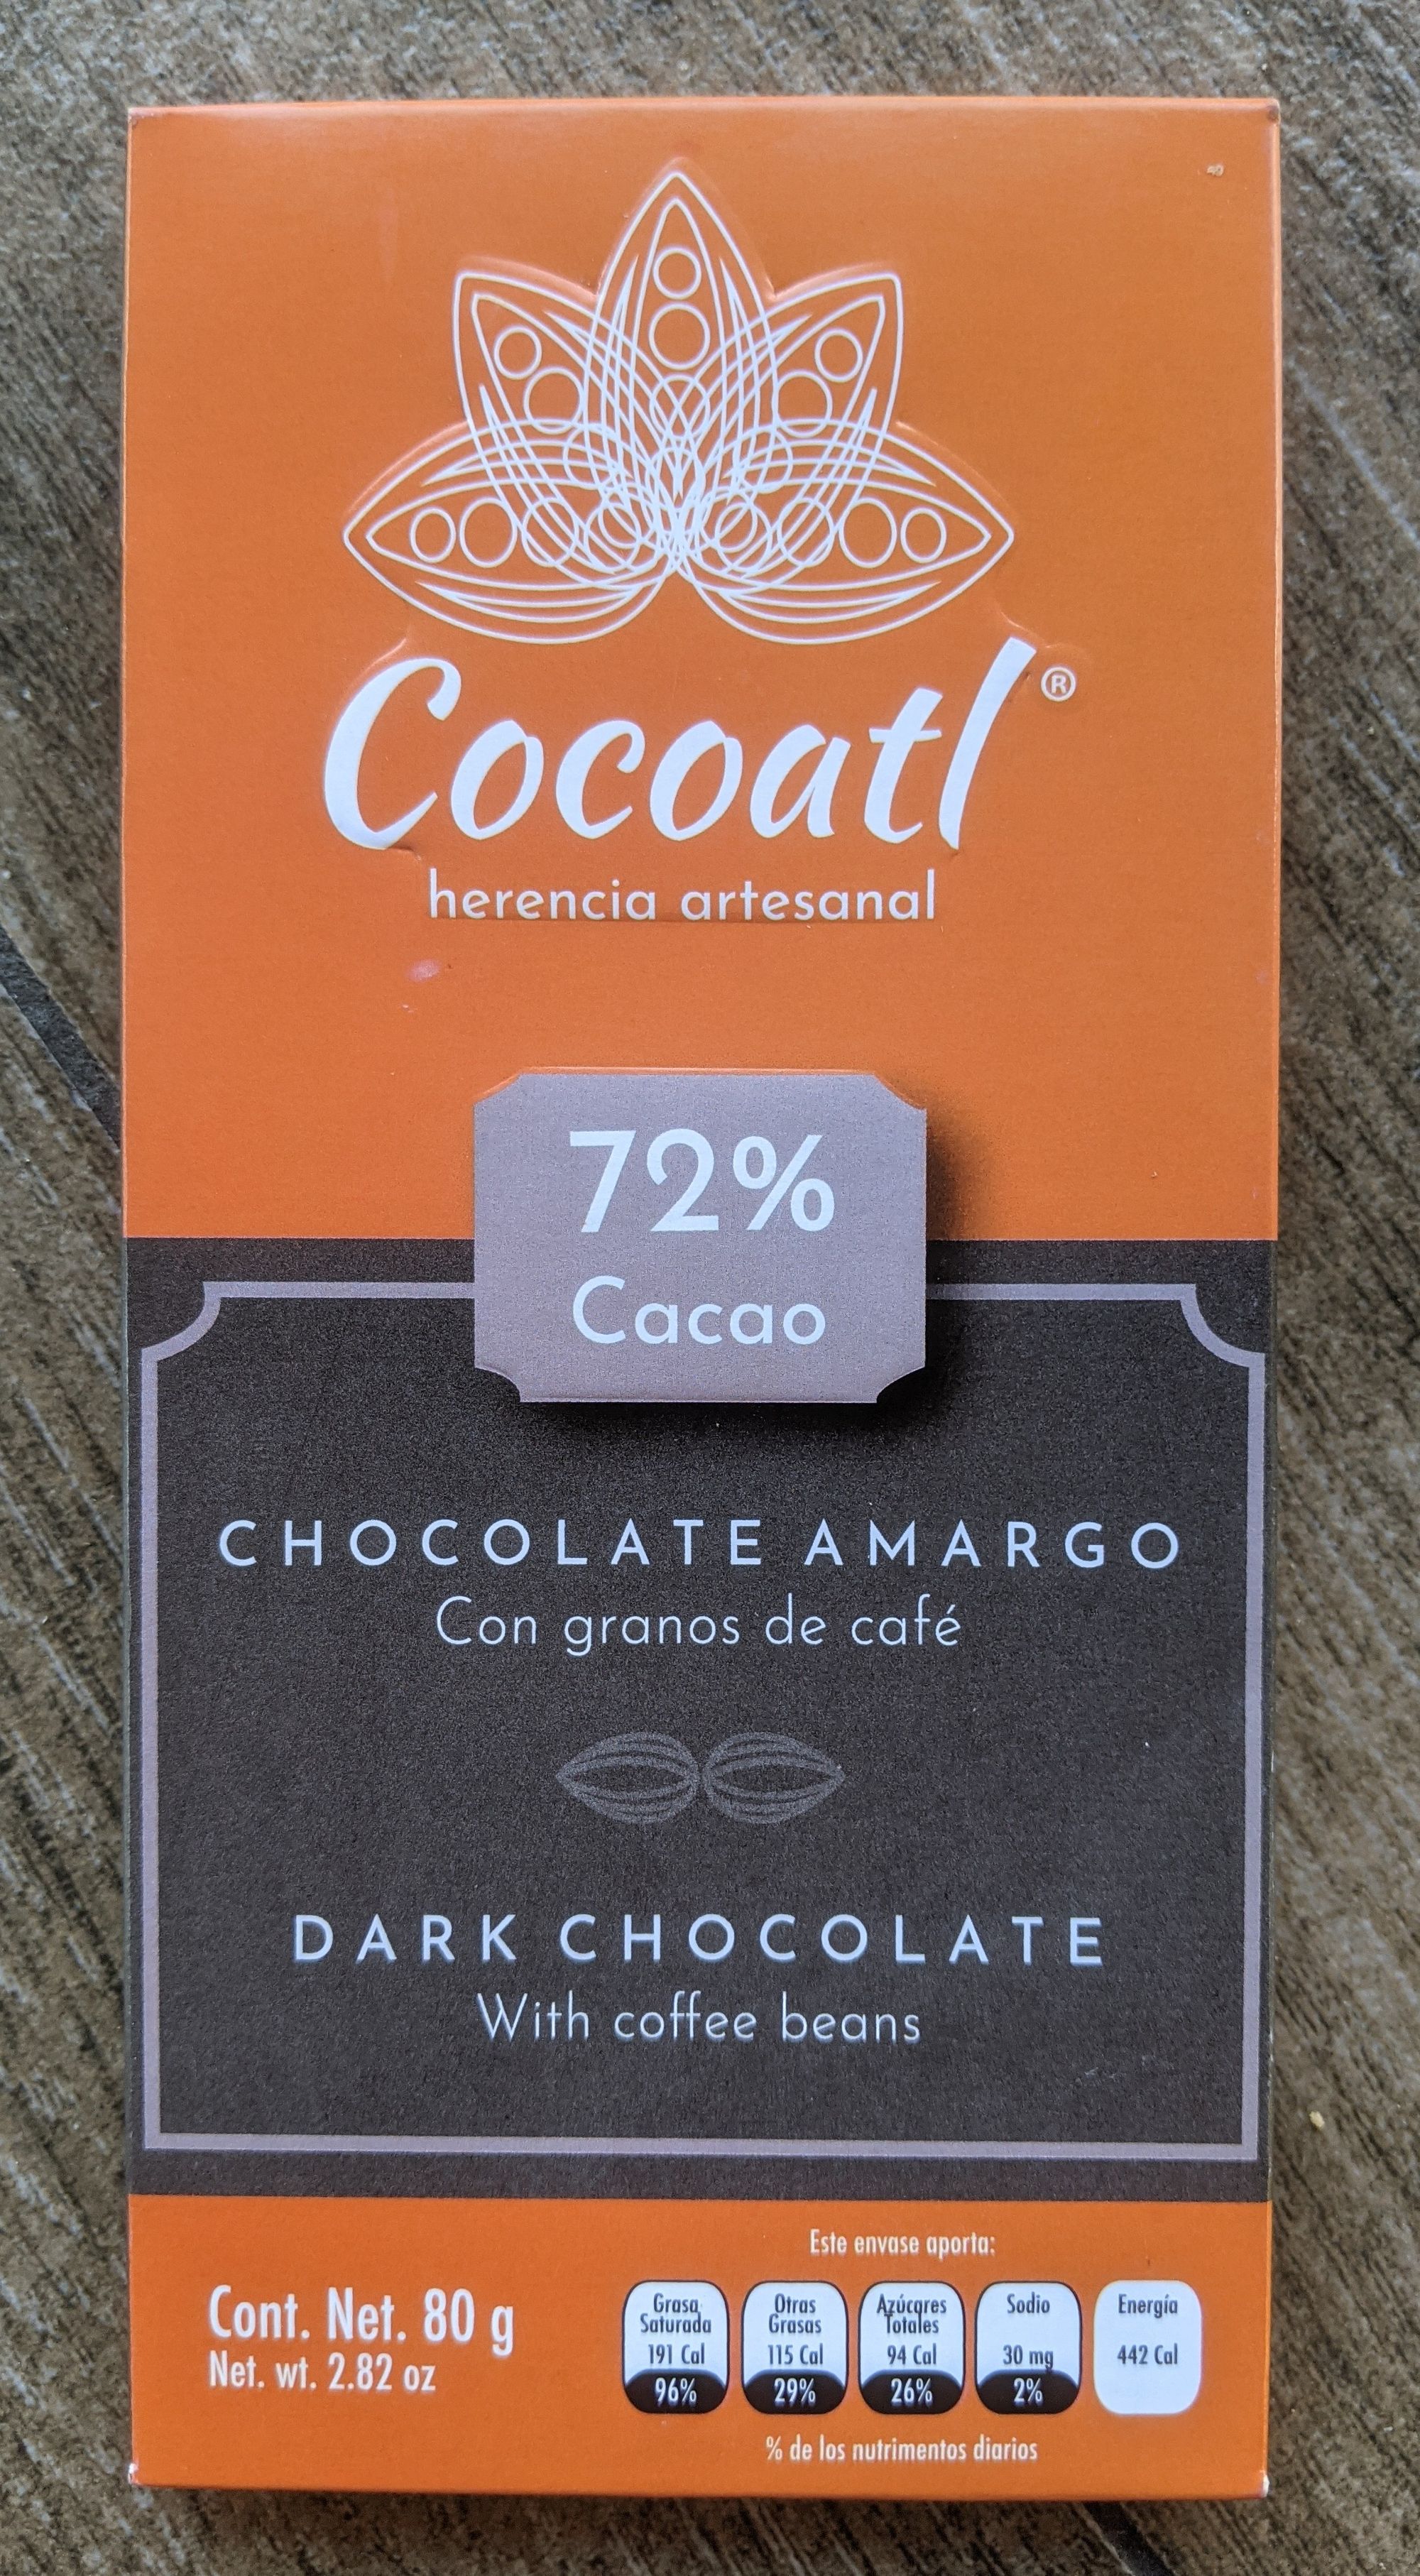 Cocoatl®
herencia artesanal
72%
Cacao
CHOCOLATE AMARGO
Con granos de café
DARK CHOCOLATE
With coffee beans
Cont. Net. 80 g
Net. wt. 2.82 oz
Este envase aporta:
Grasa
Saturada
191 Cal
96%
Otras
Grasas
115 Cal
29%
Azúcares
Totales
94 Cal
26%
Sodio
30 mg
2%
Energía
442 Cal
% de los nutrimentos diarios